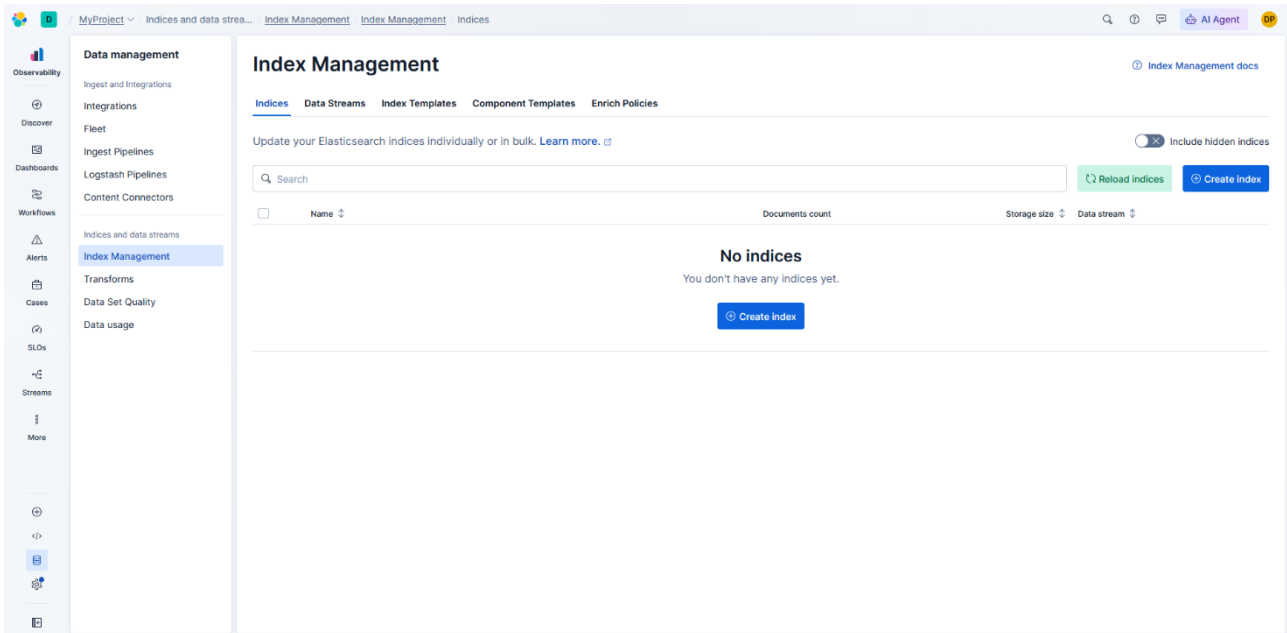 D / MyProject / Indices and data strea... / Index Management / Index Management / Indices
AI Agent
DP
Observability
Discover
Dashboards
Workflows
Alerts
Cases
SLOs
Streams
More
Data management
Ingest and Integrations
Integrations
Fleet
Ingest Pipelines
Logstash Pipelines
Content Connectors
Indices and data streams
Index Management
Transforms
Data Set Quality
Data usage
Index Management
Index Management docs
Indices Data Streams Index Templates Component Templates Enrich Policies
Update your Elasticsearch indices individually or in bulk. Learn more.
Include hidden indices
Search
Reload indices
Create index
Name Documents count Storage size Data stream
No indices
You don't have any indices yet.
Create index